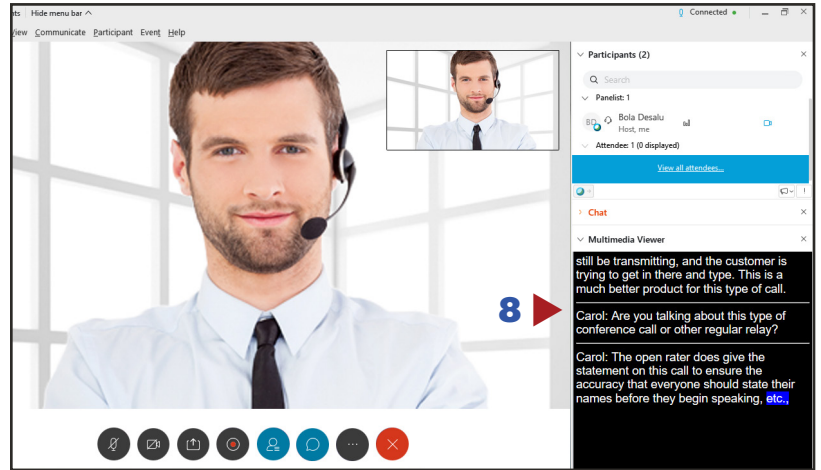 nts Hide menu bar
Connected
View Communicate Participant Event Help
Participants (2)
Search
Panelist: 1
BD Bola Desalu
Host, me
Attendee: 1 (0 displayed)
View all attendees...
Chat
Multimedia Viewer
still be transmitting, and the customer is
trying to get in there and type. This is a
much better product for this type of call.
8
Carol: Are you talking about this type of
conference call or other regular relay?
Carol: The open rater does give the
statement on this call to ensure the
accuracy that everyone should state their
names before they begin speaking, etc.,